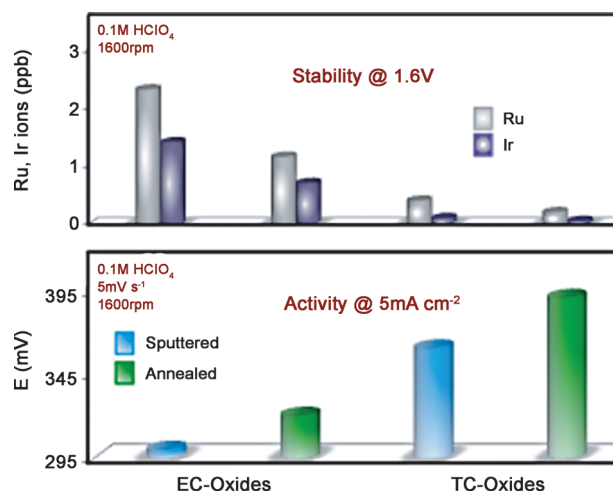 0.1M HClO₄
1600rpm
Stability @ 1.6V
Ru, Ir ions (ppb)
3
2
1
0
Ru
Ir
0.1M HClO₄
5mV s⁻¹
1600rpm
Activity @ 5mA cm⁻²
E (mV)
395
345
295
Sputtered
Annealed
EC-Oxides TC-Oxides